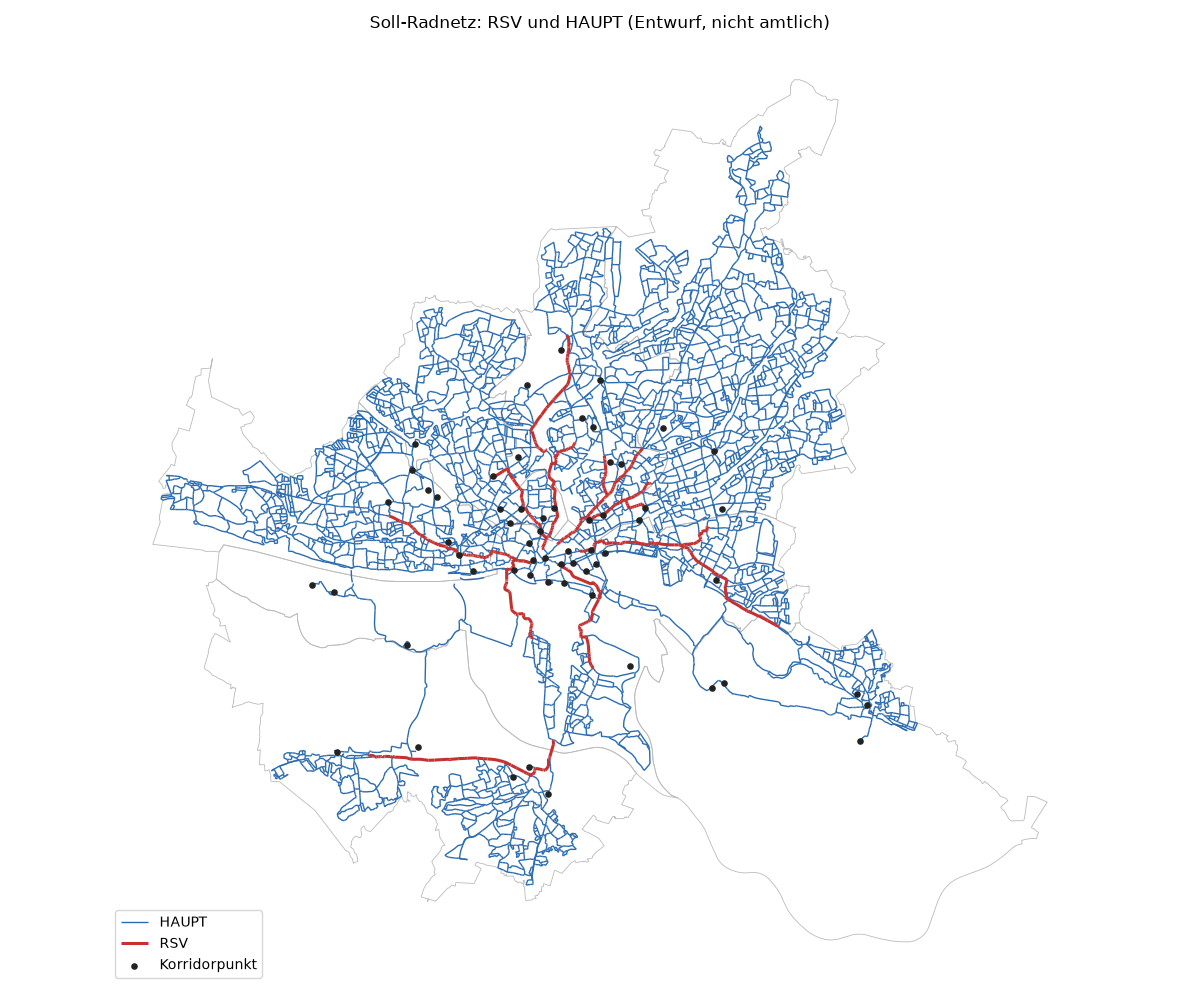 Soll-Radnetz: RSV und HAUPT (Entwurf, nicht amtlich)
HAUPT
RSV
Korridorpunkt